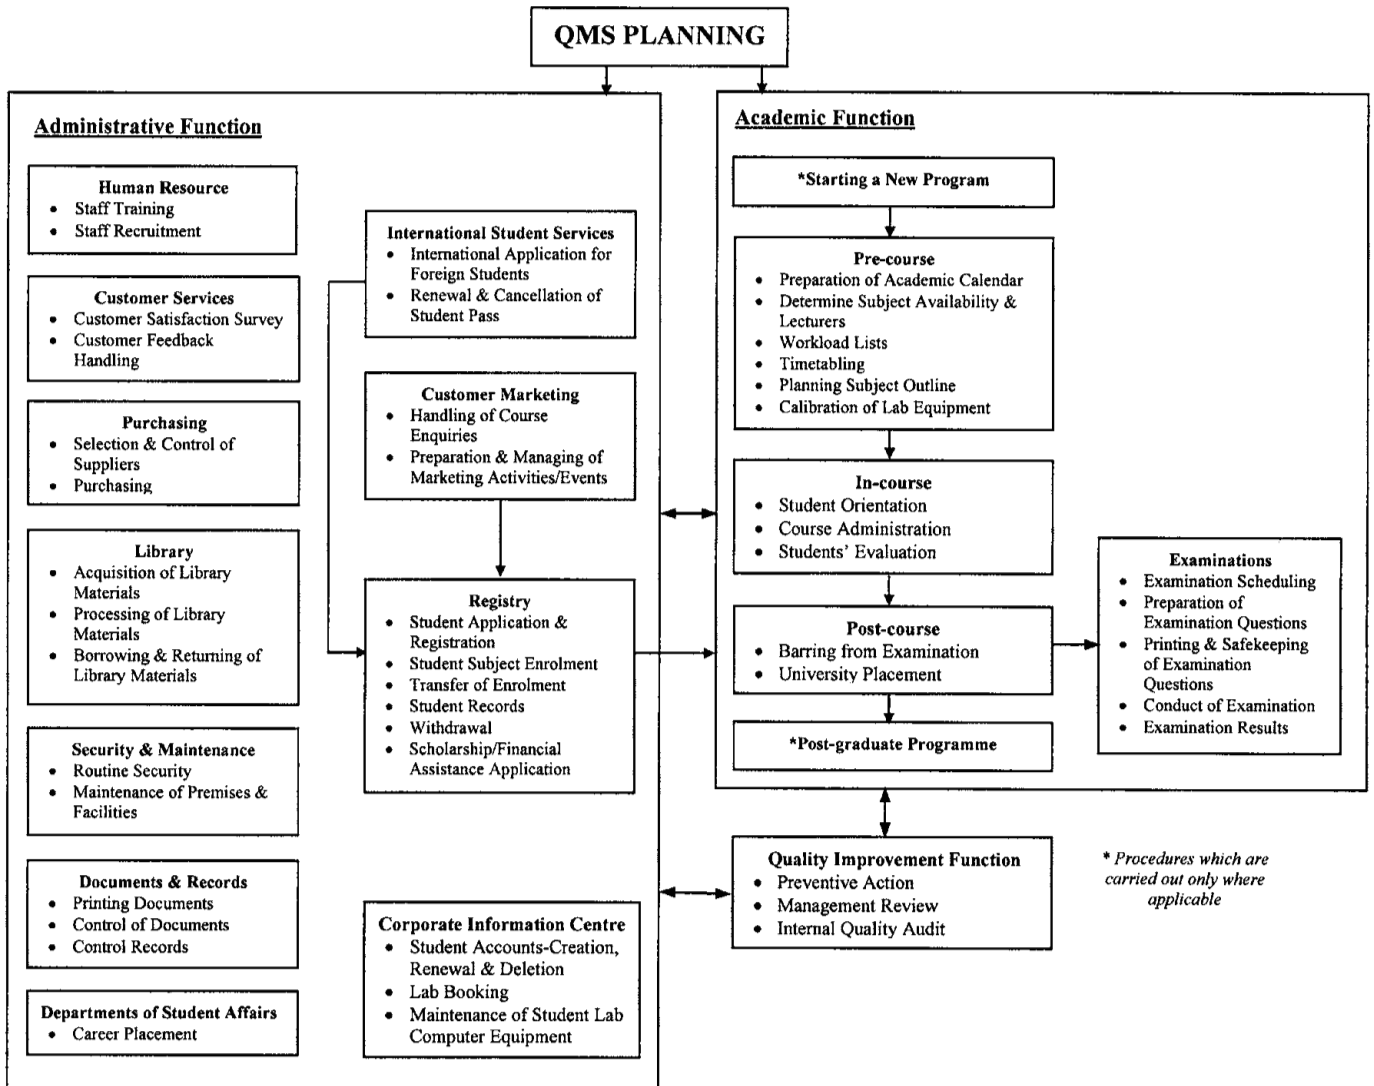 QMS PLANNING
Administrative Function
Human Resource
• Staff Training
• Staff Recruitment
Customer Services
• Customer Satisfaction Survey
• Customer Feedback
Handling
Purchasing
• Selection & Control of
Suppliers
• Purchasing
Library
• Acquisition of Library
Materials
• Processing of Library
Materials
• Borrowing & Returning of
Library Materials
Security & Maintenance
• Routine Security
• Maintenance of Premises &
Facilities
Documents & Records
• Printing Documents
• Control of Documents
• Control Records
Departments of Student Affairs
• Career Placement
International Student Services
• International Application for
Foreign Students
• Renewal & Cancellation of
Student Pass
Customer Marketing
• Handling of Course
Enquiries
• Preparation & Managing of
Marketing Activities/Events
Registry
• Student Application &
Registration
• Student Subject Enrolment
• Transfer of Enrolment
• Student Records
• Withdrawal
• Scholarship/Financial
Assistance Application
Corporate Information Centre
• Student Accounts-Creation,
Renewal & Deletion
• Lab Booking
• Maintenance of Student Lab
Computer Equipment
Academic Function
*Starting a New Program
Pre-course
• Preparation of Academic Calendar
• Determine Subject Availability &
Lecturers
• Workload Lists
• Timetabling
• Planning Subject Outline
• Calibration of Lab Equipment
In-course
• Student Orientation
• Course Administration
• Students' Evaluation
Post-course
• Barring from Examination
• University Placement
*Post-graduate Programme
Examinations
• Examination Scheduling
• Preparation of
Examination Questions
• Printing & Safekeeping
of Examination
Questions
• Conduct of Examination
• Examination Results
Quality Improvement Function
• Preventive Action
• Management Review
• Internal Quality Audit
* Procedures which are
carried out only where
applicable